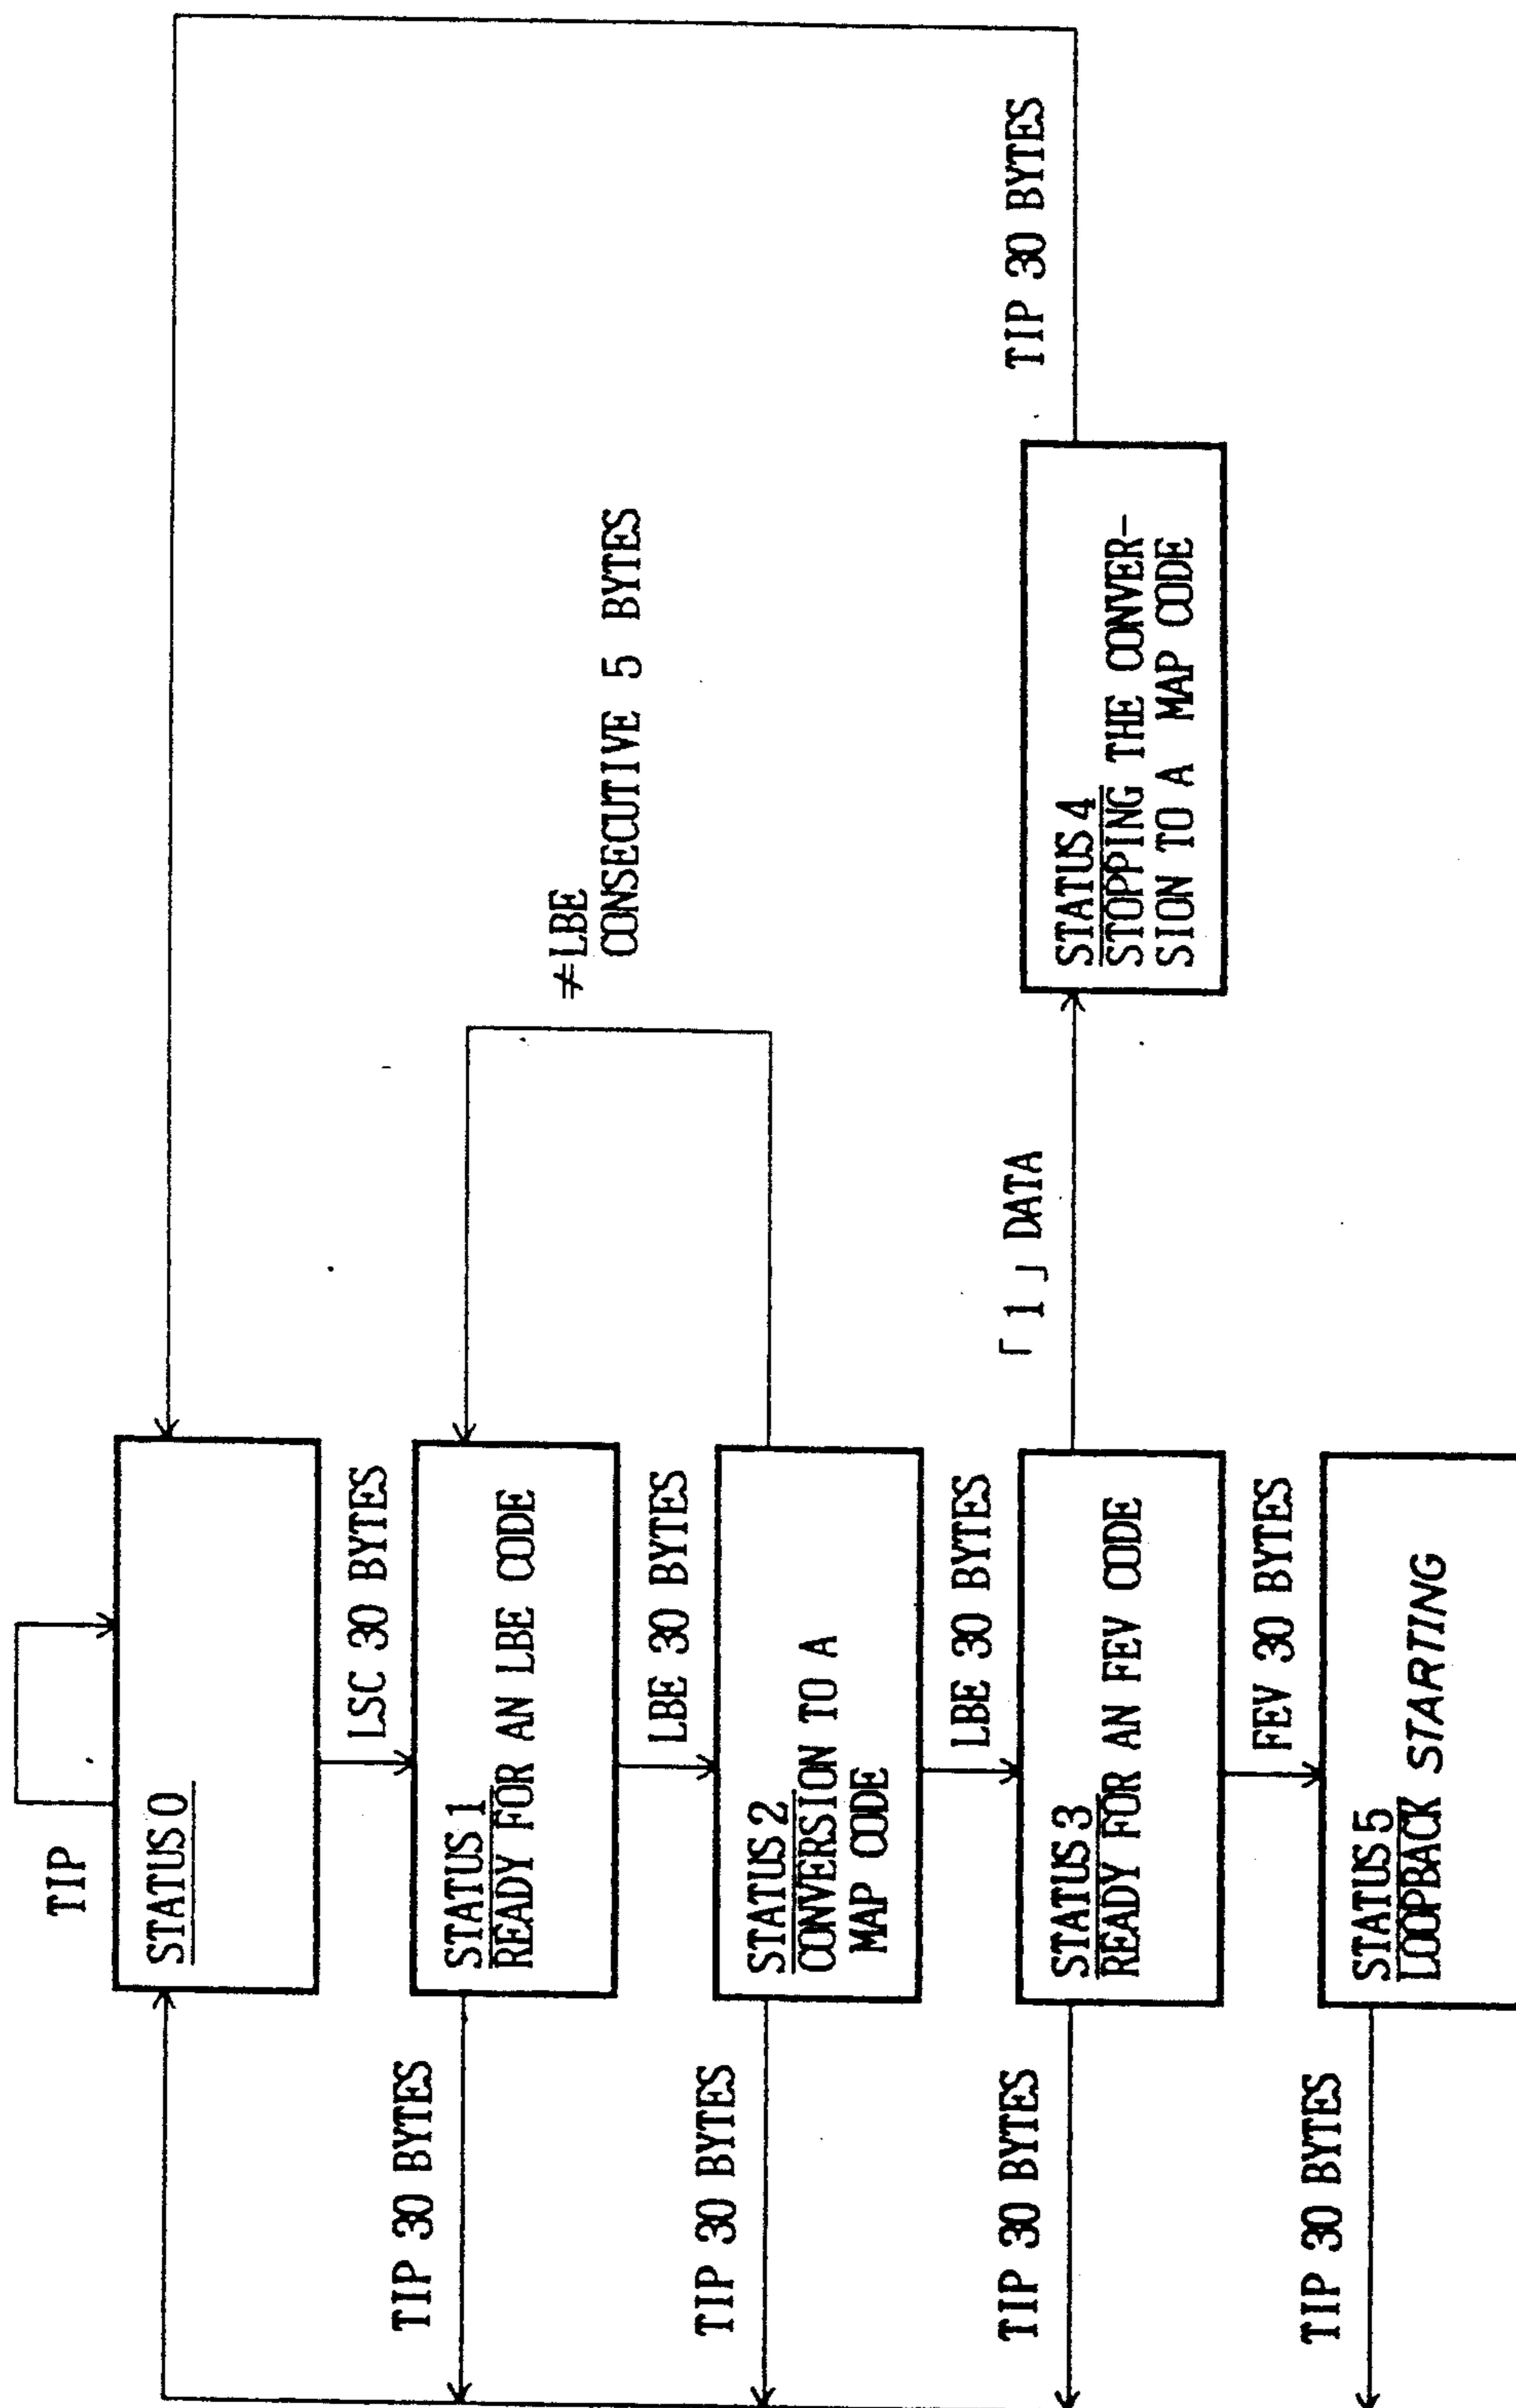 TIP
STATUS 0
LSC 30 BYTES
TIP 30 BYTES
STATUS 1
READY FOR AN LBE CODE
LBE 30 BYTES
≠LBE
CONSECUTIVE 5 BYTES
TIP 30 BYTES
STATUS 2
CONVERSION TO A
MAP CODE
LBE 30 BYTES
TIP 30 BYTES
STATUS 3
READY FOR AN FEV CODE
「1」DATA
STATUS 4
STOPPING THE CONVER-
SION TO A MAP CODE
TIP 30 BYTES
FEV 30 BYTES
TIP 30 BYTES
STATUS 5
LOOPBACK STARTING